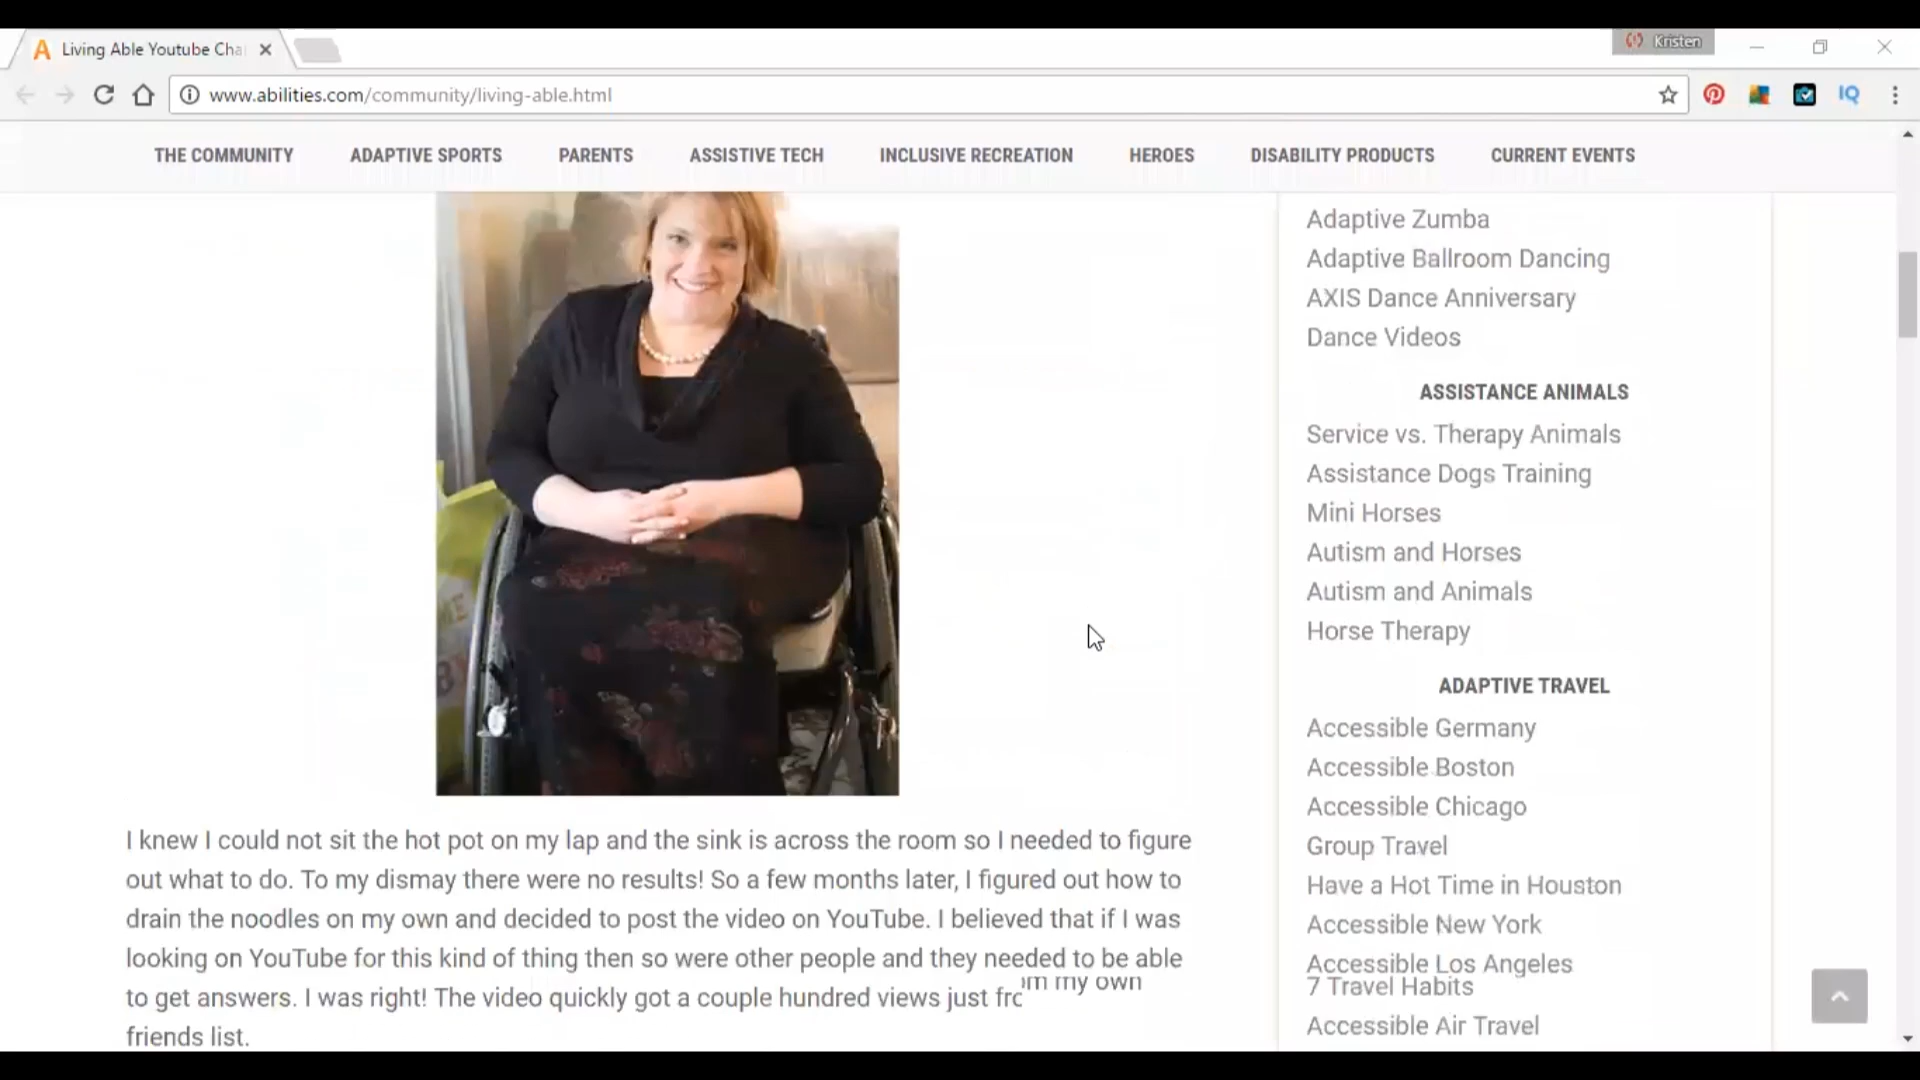 Living Able Youtube Cha
Kristen
www.abilities.com/community/living-able.html
IQ
THE COMMUNITY
ADAPTIVE SPORTS
PARENTS
ASSISTIVE TECH
INCLUSIVE RECREATION
HEROES
DISABILITY PRODUCTS
CURRENT EVENTS
I knew I could not sit the hot pot on my lap and the sink is across the room so I needed to figure
out what to do. To my dismay there were no results! So a few months later, I figured out how to
drain the noodles on my own and decided to post the video on YouTube. I believed that if I was
looking on YouTube for this kind of thing then so were other people and they needed to be able
to get answers. I was right! The video quickly got a couple hundred views just from my own
friends list.
Adaptive Zumba
Adaptive Ballroom Dancing
AXIS Dance Anniversary
Dance Videos
ASSISTANCE ANIMALS
Service vs. Therapy Animals
Assistance Dogs Training
Mini Horses
Autism and Horses
Autism and Animals
Horse Therapy
ADAPTIVE TRAVEL
Accessible Germany
Accessible Boston
Accessible Chicago
Group Travel
Have a Hot Time in Houston
Accessible New York
Accessible Los Angeles
7 Travel Habits
Accessible Air Travel